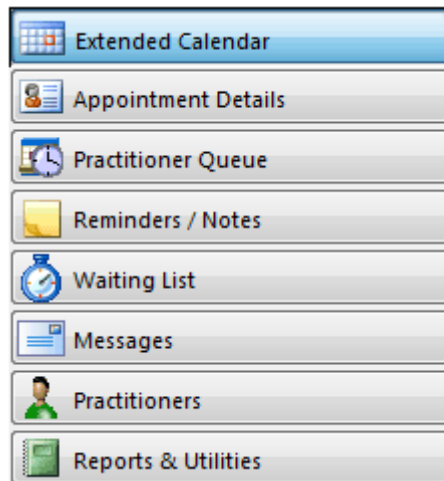 Extended Calendar
Appointment Details
Practitioner Queue
Reminders / Notes
Waiting List
Messages
Practitioners
Reports & Utilities